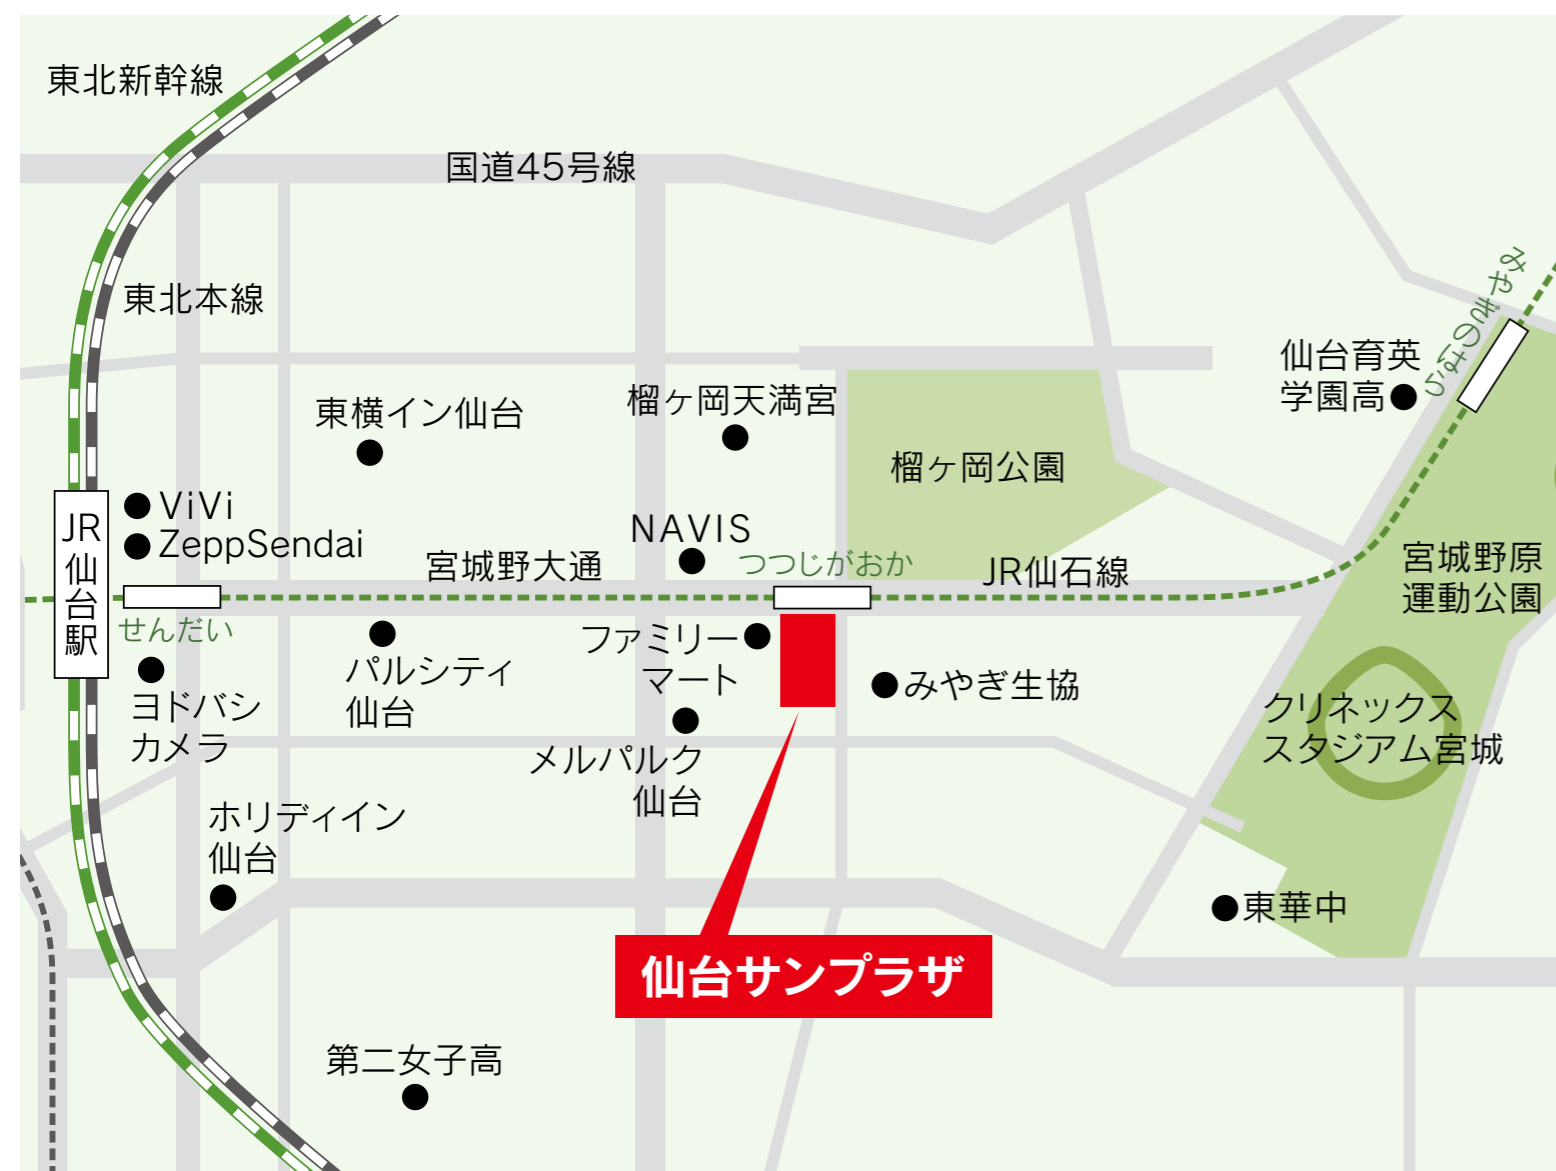 東北新幹線
国道45号線
東北本線
みやぎのはら
仙台育英
学園高
東横イン仙台
榴ヶ岡天満宮
榴ヶ岡公園
ViVi
ZeppSendai
JR仙台駅
NAVIS
宮城野大通
つつじがおか
JR仙石線
宮城野原
運動公園
せんだい
ヨドバシ
カメラ
パルシティ
仙台
ファミリー
マート
みやぎ生協
メルパルク
仙台
クリネックス
スタジアム宮城
ホリディイン
仙台
東華中
仙台サンプラザ
第二女子高